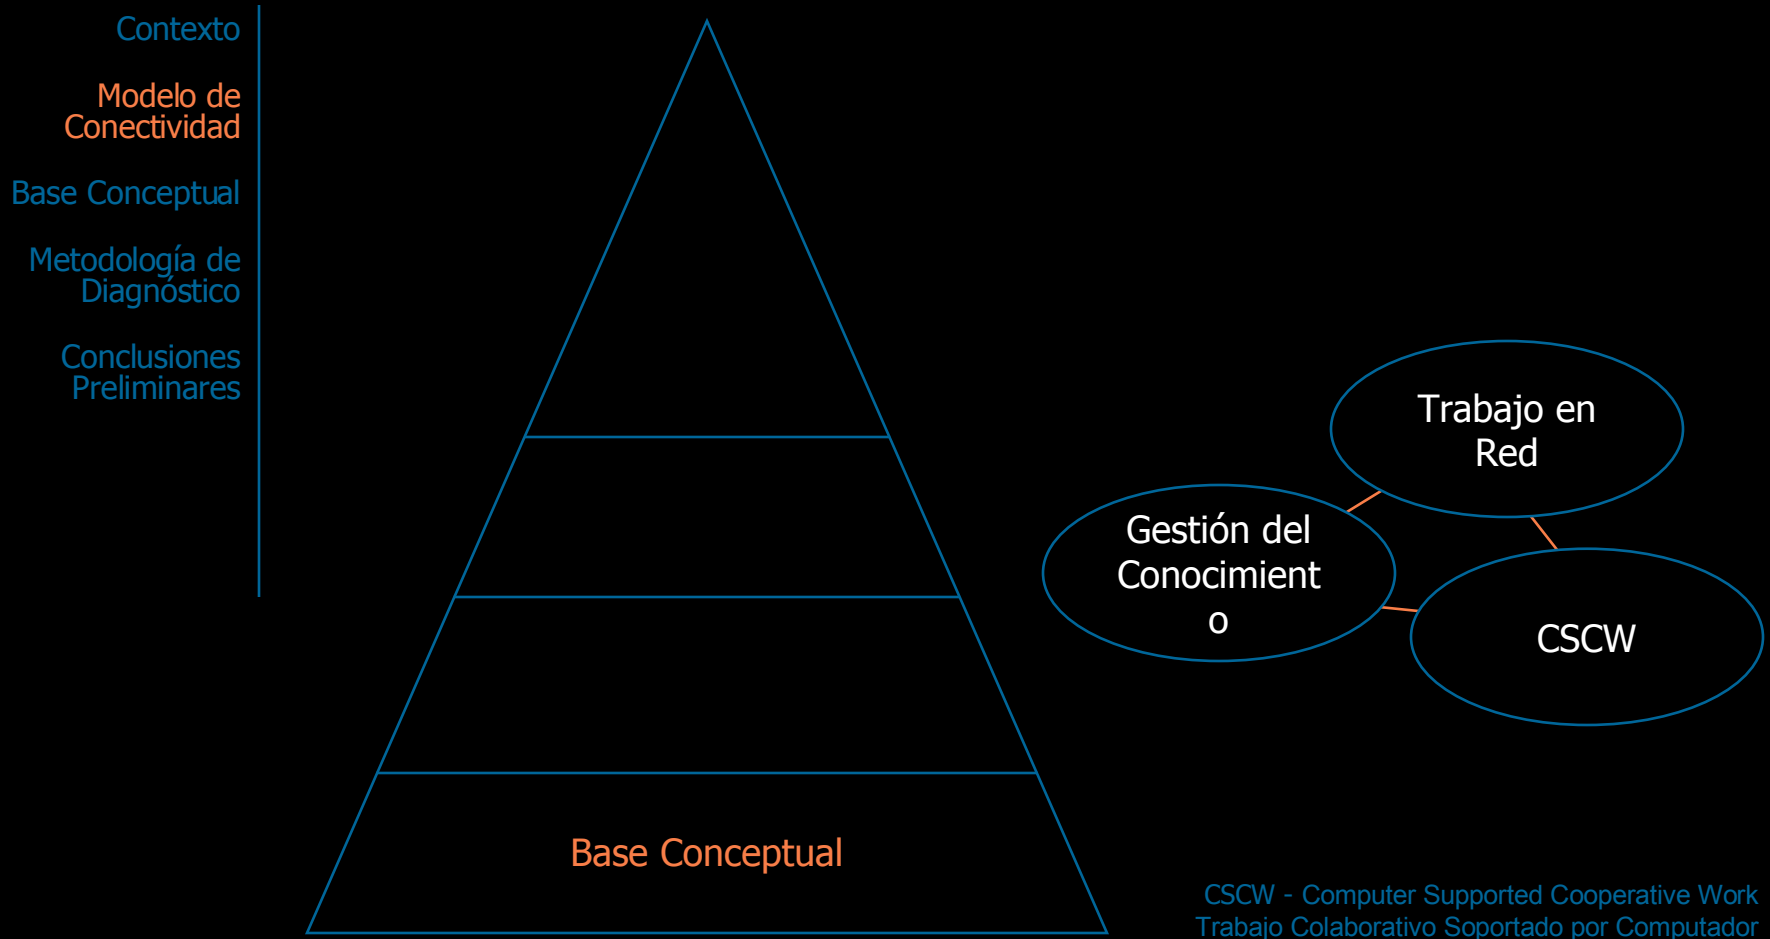 Contexto
Modelo de
Conectividad
Base Conceptual
Metodología de
Diagnóstico
Conclusiones
Preliminares
Trabajo en
Red
Gestión del
Conocimient
o
CSCW
Base Conceptual
CSCW - Computer Supported Cooperative Work
Trabajo Colaborativo Soportado por Computador